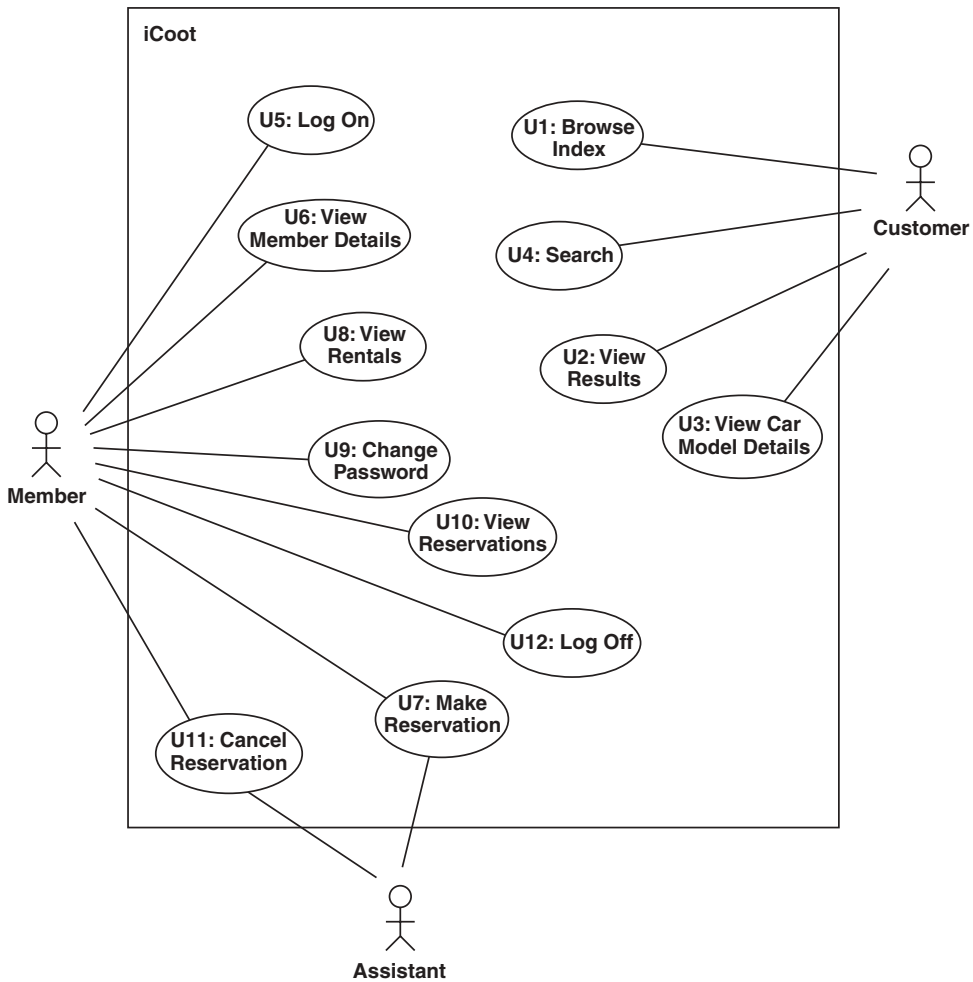 iCoot
U5: Log On
U1: Browse
Index
U6: View
Member Details
Customer
U4: Search
U8: View
Rentals
U2: View
Results
U3: View Car
Model Details
U9: Change
Password
Member
U10: View
Reservations
U12: Log Off
U7: Make
Reservation
U11: Cancel
Reservation
Assistant